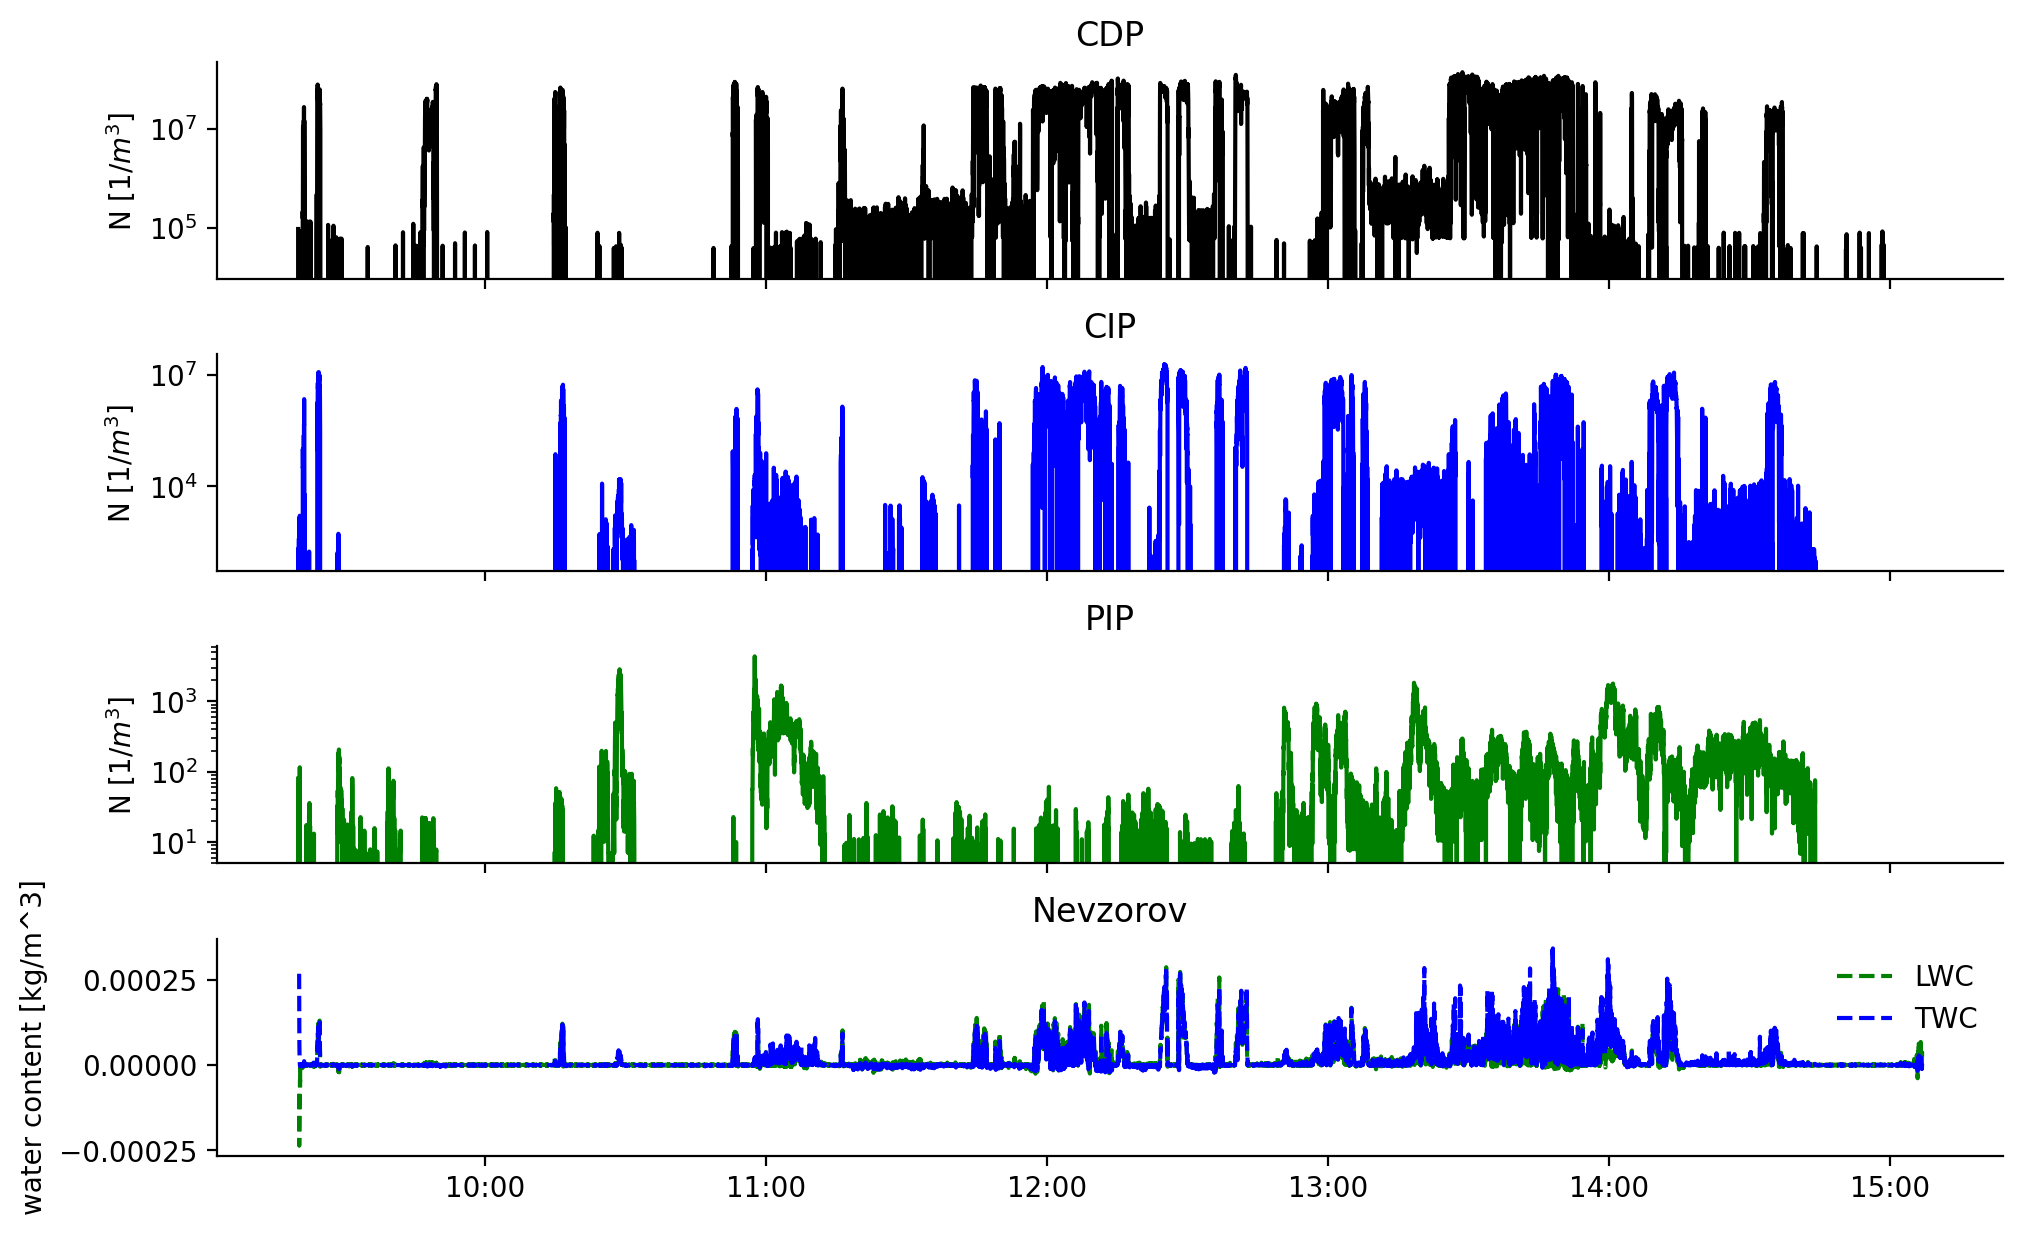 CDP
N [1/m³]
10⁷
10⁵
CIP
N [1/m³]
10⁷
10⁴
PIP
N [1/m³]
10³
10²
10¹
Nevzorov
water content [kg/m^3]
0.00025
0.00000
−0.00025
LWC
TWC
10:00 11:00 12:00 13:00 14:00 15:00